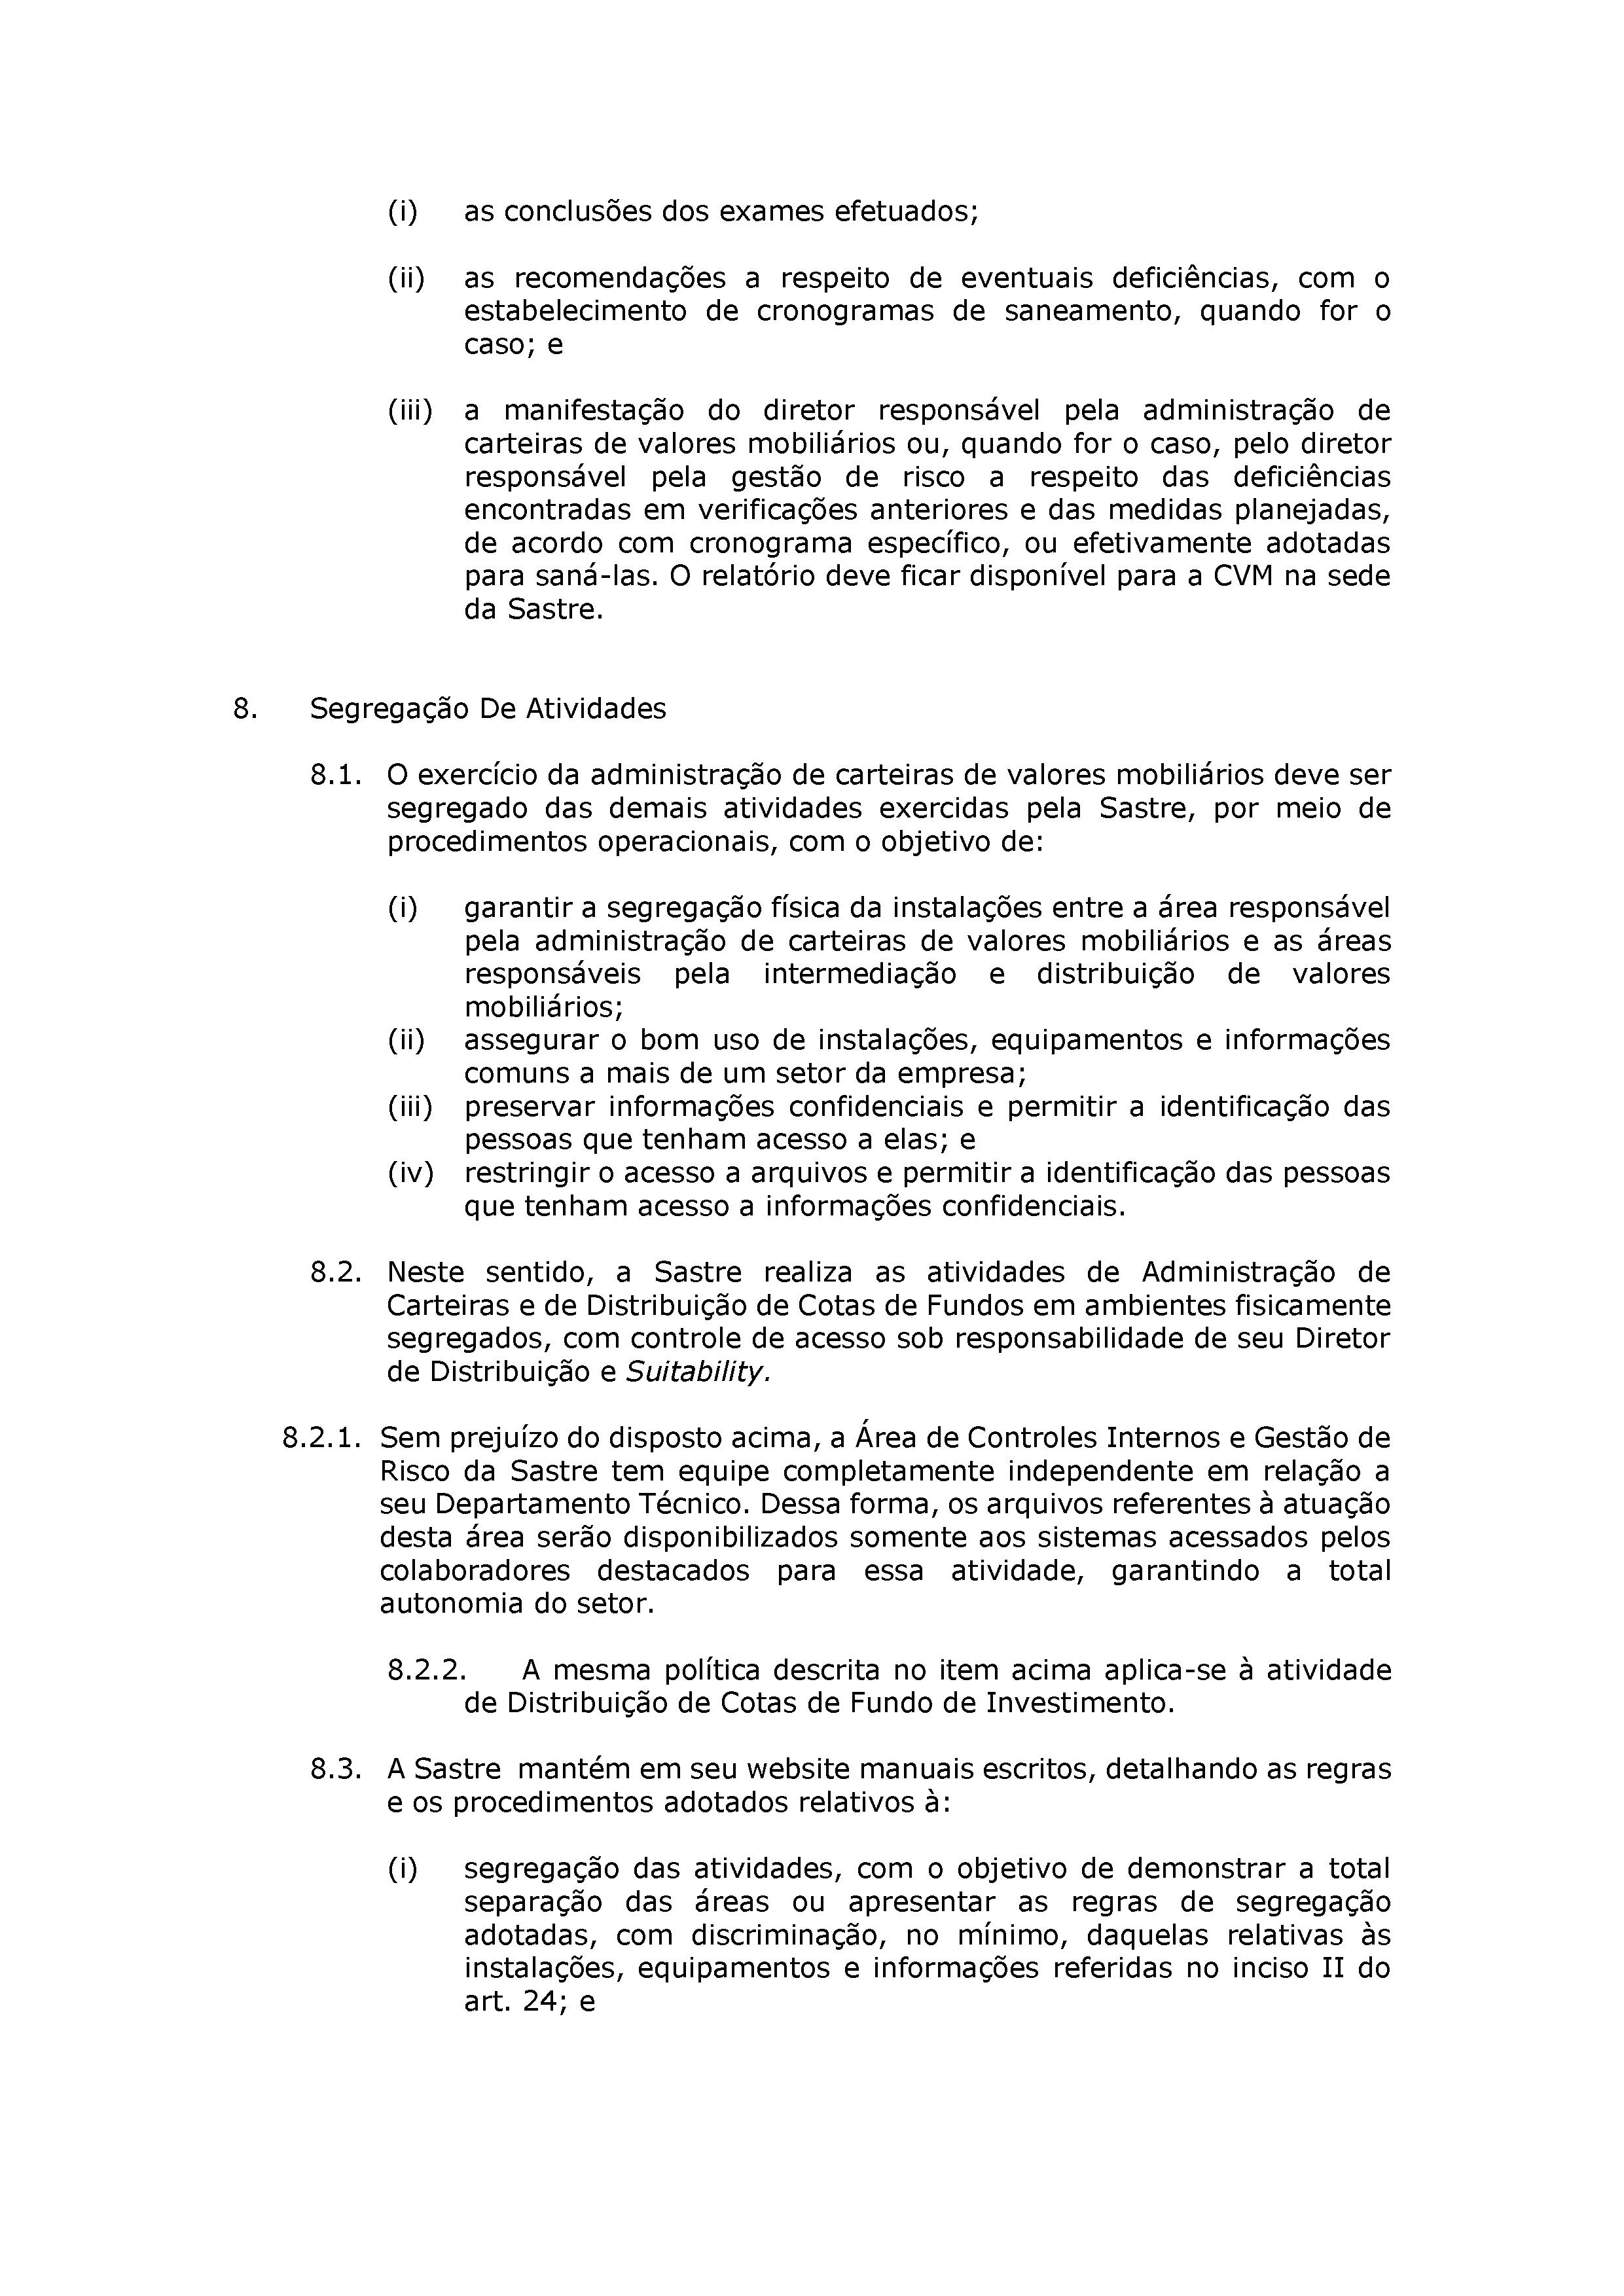 (i) as conclusões dos exames efetuados;
(ii) as recomendações a respeito de eventuais deficiências, com o
estabelecimento de cronogramas de saneamento, quando for o
caso; e
(iii) a manifestação do diretor responsável pela administração de
carteiras de valores mobiliários ou, quando for o caso, pelo diretor
responsável pela gestão de risco a respeito das deficiências
encontradas em verificações anteriores e das medidas planejadas,
de acordo com cronograma específico, ou efetivamente adotadas
para saná-las. O relatório deve ficar disponível para a CVM na sede
da Sastre.
8. Segregação De Atividades
8.1. O exercício da administração de carteiras de valores mobiliários deve ser
segregado das demais atividades exercidas pela Sastre, por meio de
procedimentos operacionais, com o objetivo de:
(i) garantir a segregação física da instalações entre a área responsável
pela administração de carteiras de valores mobiliários e as áreas
responsáveis pela intermediação e distribuição de valores
mobiliários;
(ii) assegurar o bom uso de instalações, equipamentos e informações
comuns a mais de um setor da empresa;
(iii) preservar informações confidenciais e permitir a identificação das
pessoas que tenham acesso a elas; e
(iv) restringir o acesso a arquivos e permitir a identificação das pessoas
que tenham acesso a informações confidenciais.
8.2. Neste sentido, a Sastre realiza as atividades de Administração de
Carteiras e de Distribuição de Cotas de Fundos em ambientes fisicamente
segregados, com controle de acesso sob responsabilidade de seu Diretor
de Distribuição e Suitability.
8.2.1. Sem prejuízo do disposto acima, a Área de Controles Internos e Gestão de
Risco da Sastre tem equipe completamente independente em relação a
seu Departamento Técnico. Dessa forma, os arquivos referentes à atuação
desta área serão disponibilizados somente aos sistemas acessados pelos
colaboradores destacados para essa atividade, garantindo a total
autonomia do setor.
8.2.2. A mesma política descrita no item acima aplica-se à atividade
de Distribuição de Cotas de Fundo de Investimento.
8.3. A Sastre mantém em seu website manuais escritos, detalhando as regras
e os procedimentos adotados relativos à:
(i) segregação das atividades, com o objetivo de demonstrar a total
separação das áreas ou apresentar as regras de segregação
adotadas, com discriminação, no mínimo, daquelas relativas às
instalações, equipamentos e informações referidas no inciso II do
art. 24; e